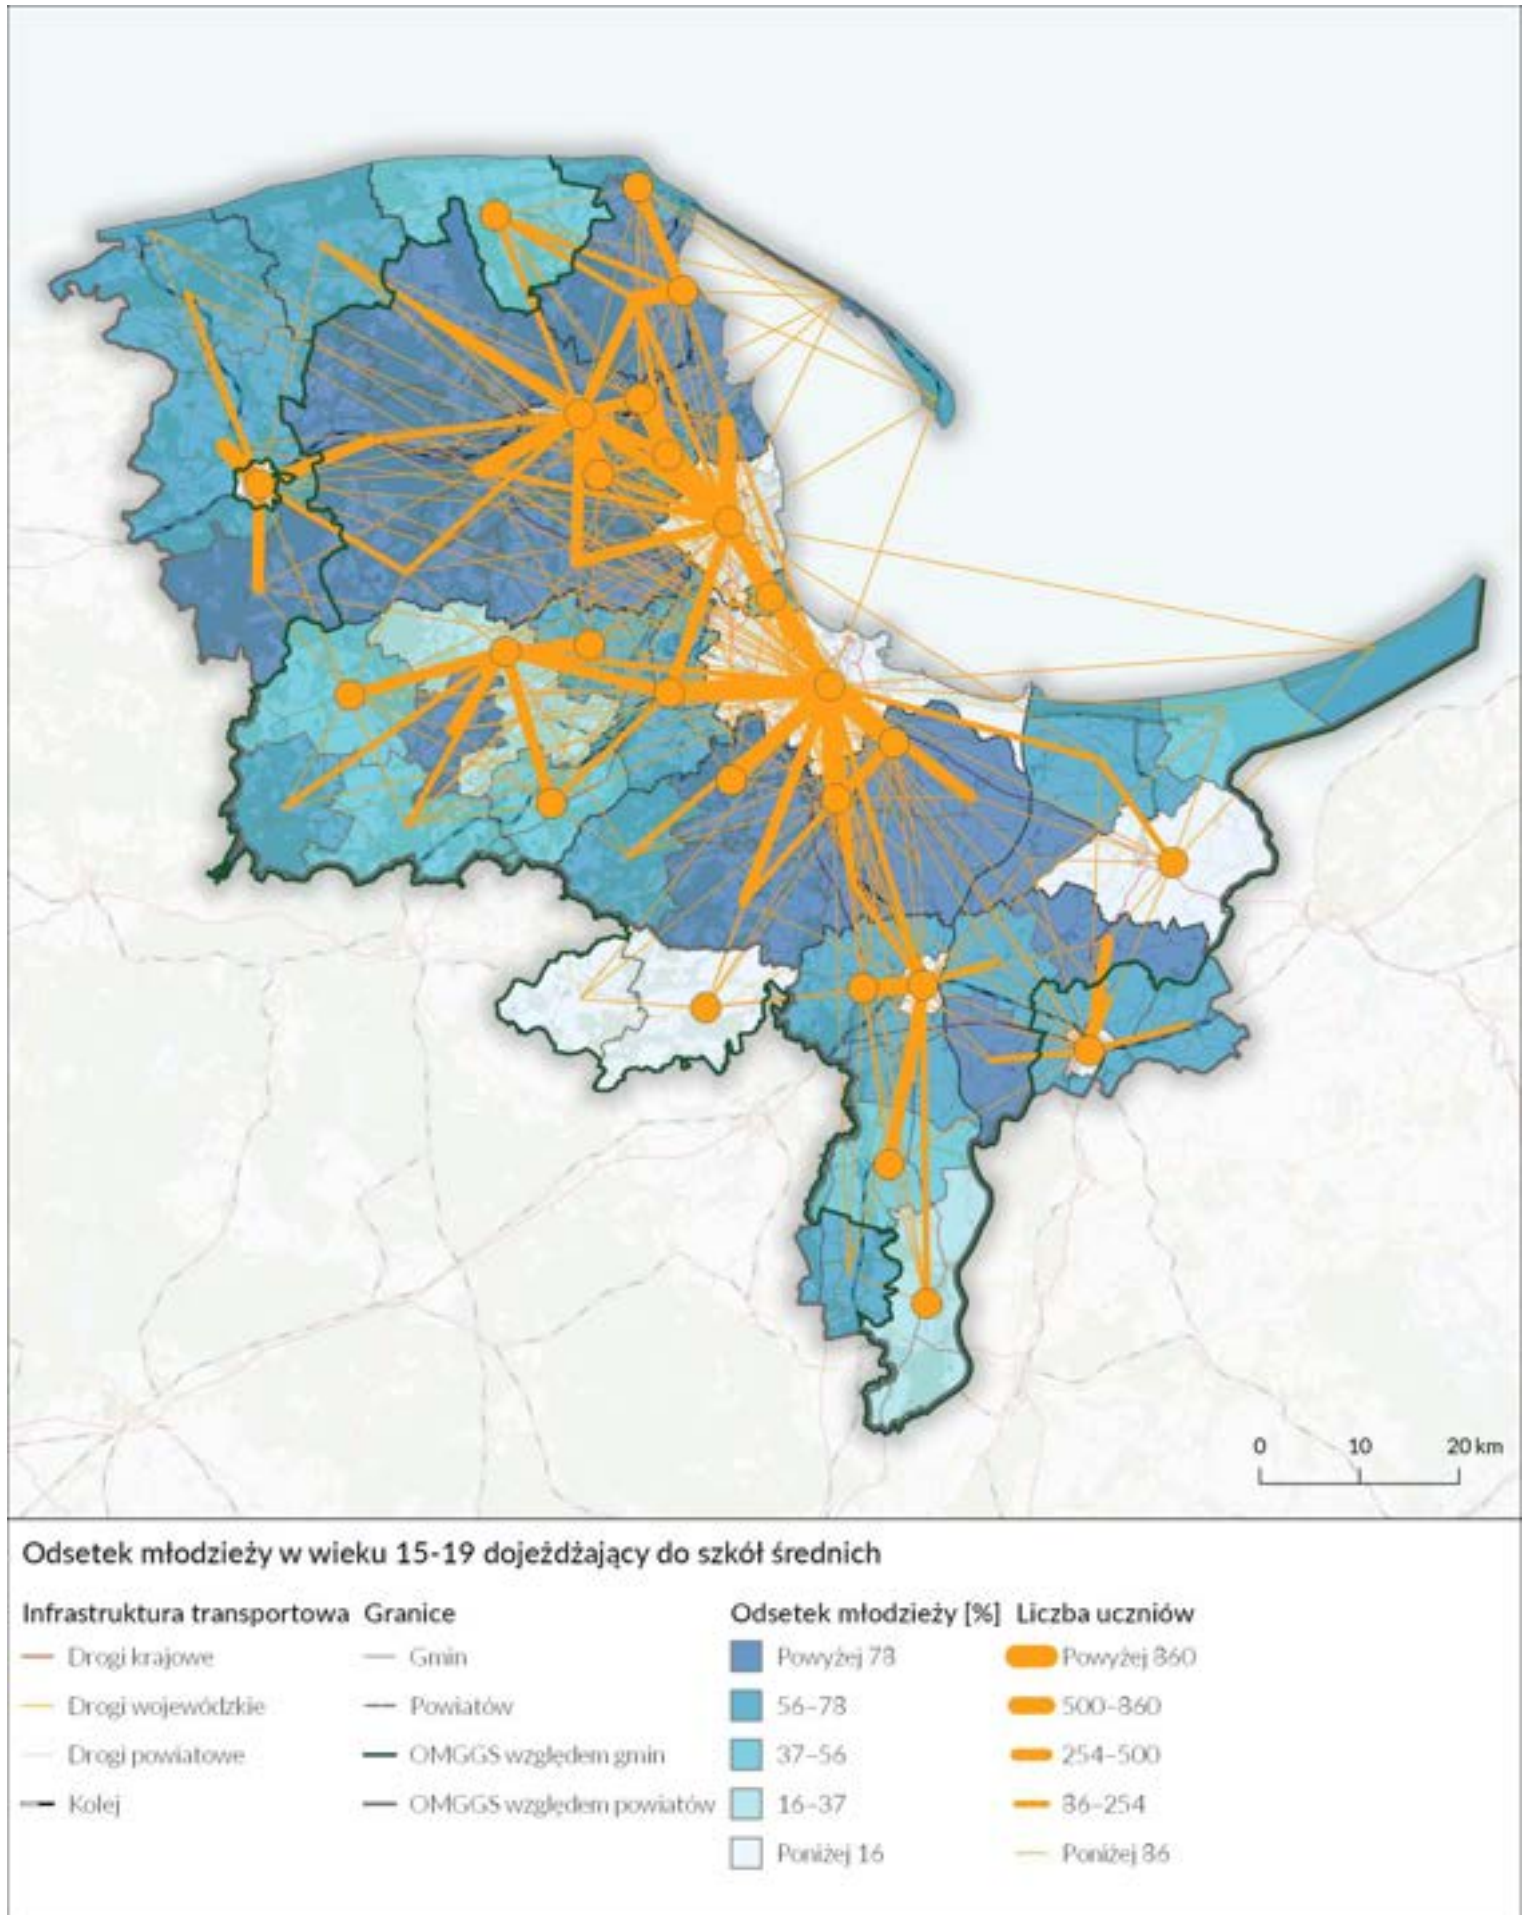 0 10 20 km
Odsetek młodzieży w wieku 15-19 dojeżdżający do szkół średnich
Infrastruktura transportowa
Drogi krajowe
Drogi wojewódzkie
Drogi powiatowe
Kolej
Granice
Gmin
Powiatów
OMGGS względem gmin
OMGGS względem powiatów
Odsetek młodzieży [%]
Powyżej 78
56–78
37–56
16–37
Poniżej 16
Liczba uczniów
Powyżej 860
500–860
254–500
86–254
Poniżej 86